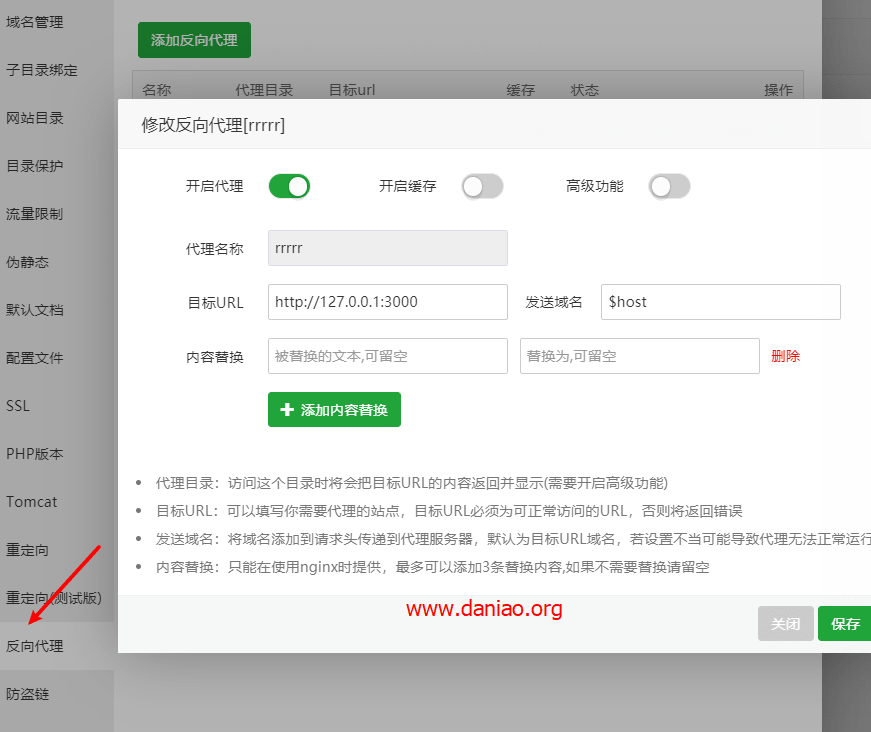 域名管理
子目录绑定
网站目录
目录保护
流量限制
伪静态
默认文档
配置文件
SSL
PHP版本
Tomcat
重定向
重定向(测试版)
反向代理
防盗链
添加反向代理
名称 代理目录 目标url 缓存 状态 操作
修改反向代理[rrrrr]
开启代理 开启缓存 高级功能
代理名称 rrrrr
目标URL http://127.0.0.1:3000 发送域名 $host
内容替换 被替换的文本,可留空 替换为,可留空 删除
添加内容替换
代理目录：访问这个目录时将会把目标URL的内容返回并显示(需要开启高级功能)
目标URL：可以填写你需要代理的站点，目标URL必须为可正常访问的URL，否则将返回错误
发送域名：将域名添加到请求头传递到代理服务器，默认为目标URL域名，若设置不当可能导致代理无法正常运行
内容替换：只能在使用nginx时提供，最多可以添加3条替换内容,如果不需要替换请留空
www.daniao.org
关闭 保存